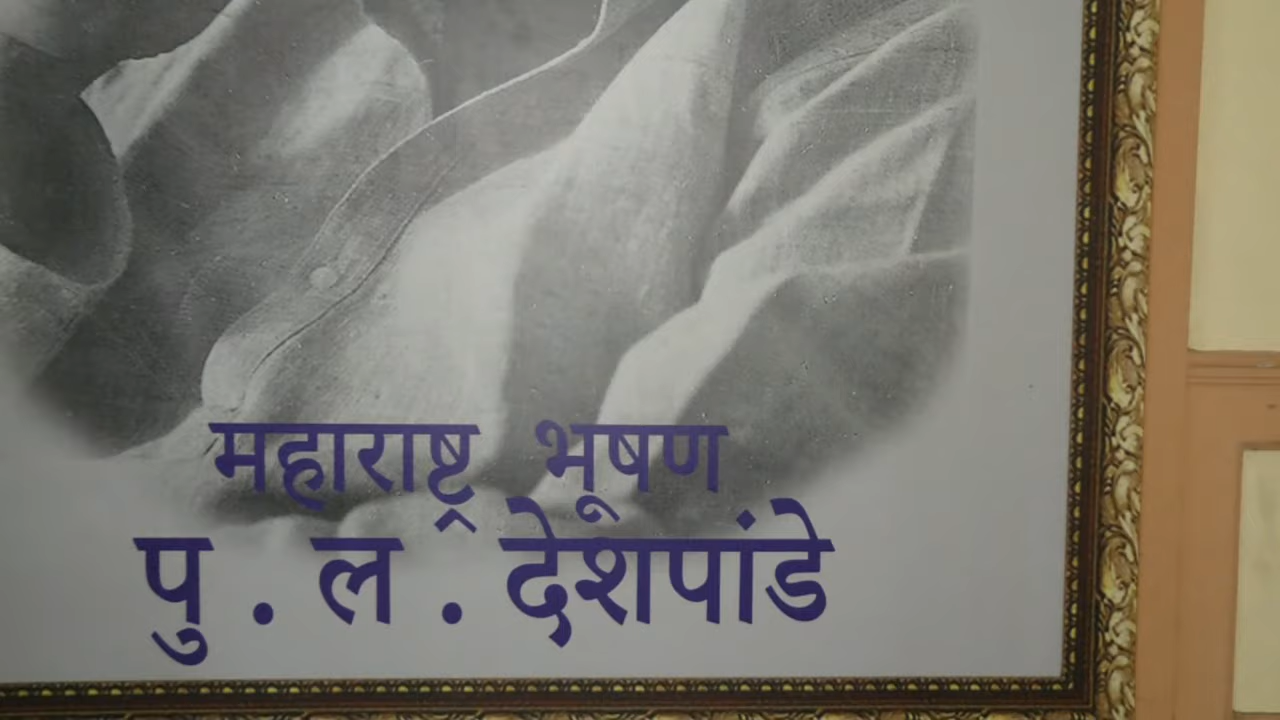 महाराष्ट्र भूषण
पु . ल . देशपांडे